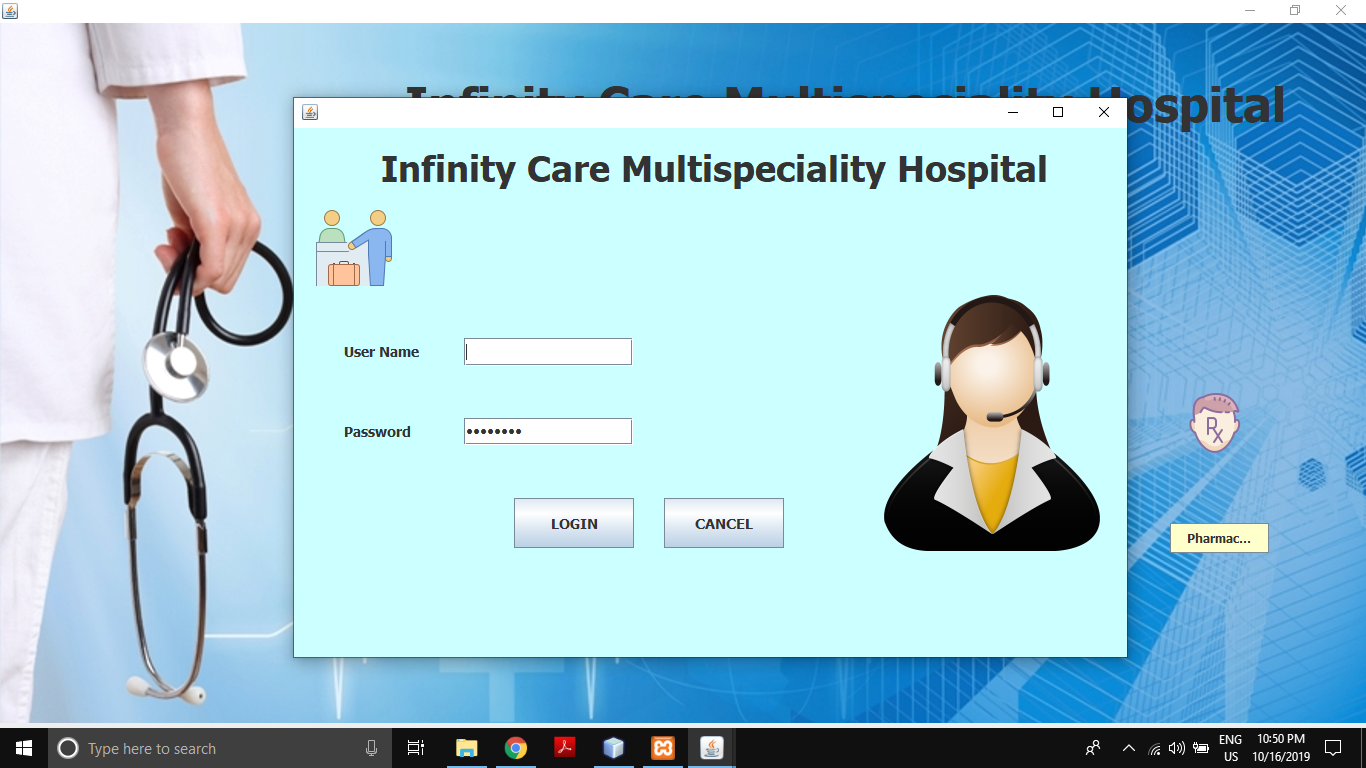 Infinity Care Multispeciality Hospital
Infinity Care Multispeciality Hospital
User Name
Password
LOGIN
CANCEL
Rx
Pharmac...
Type here to search
ENG
US
10:50 PM
10/16/2019